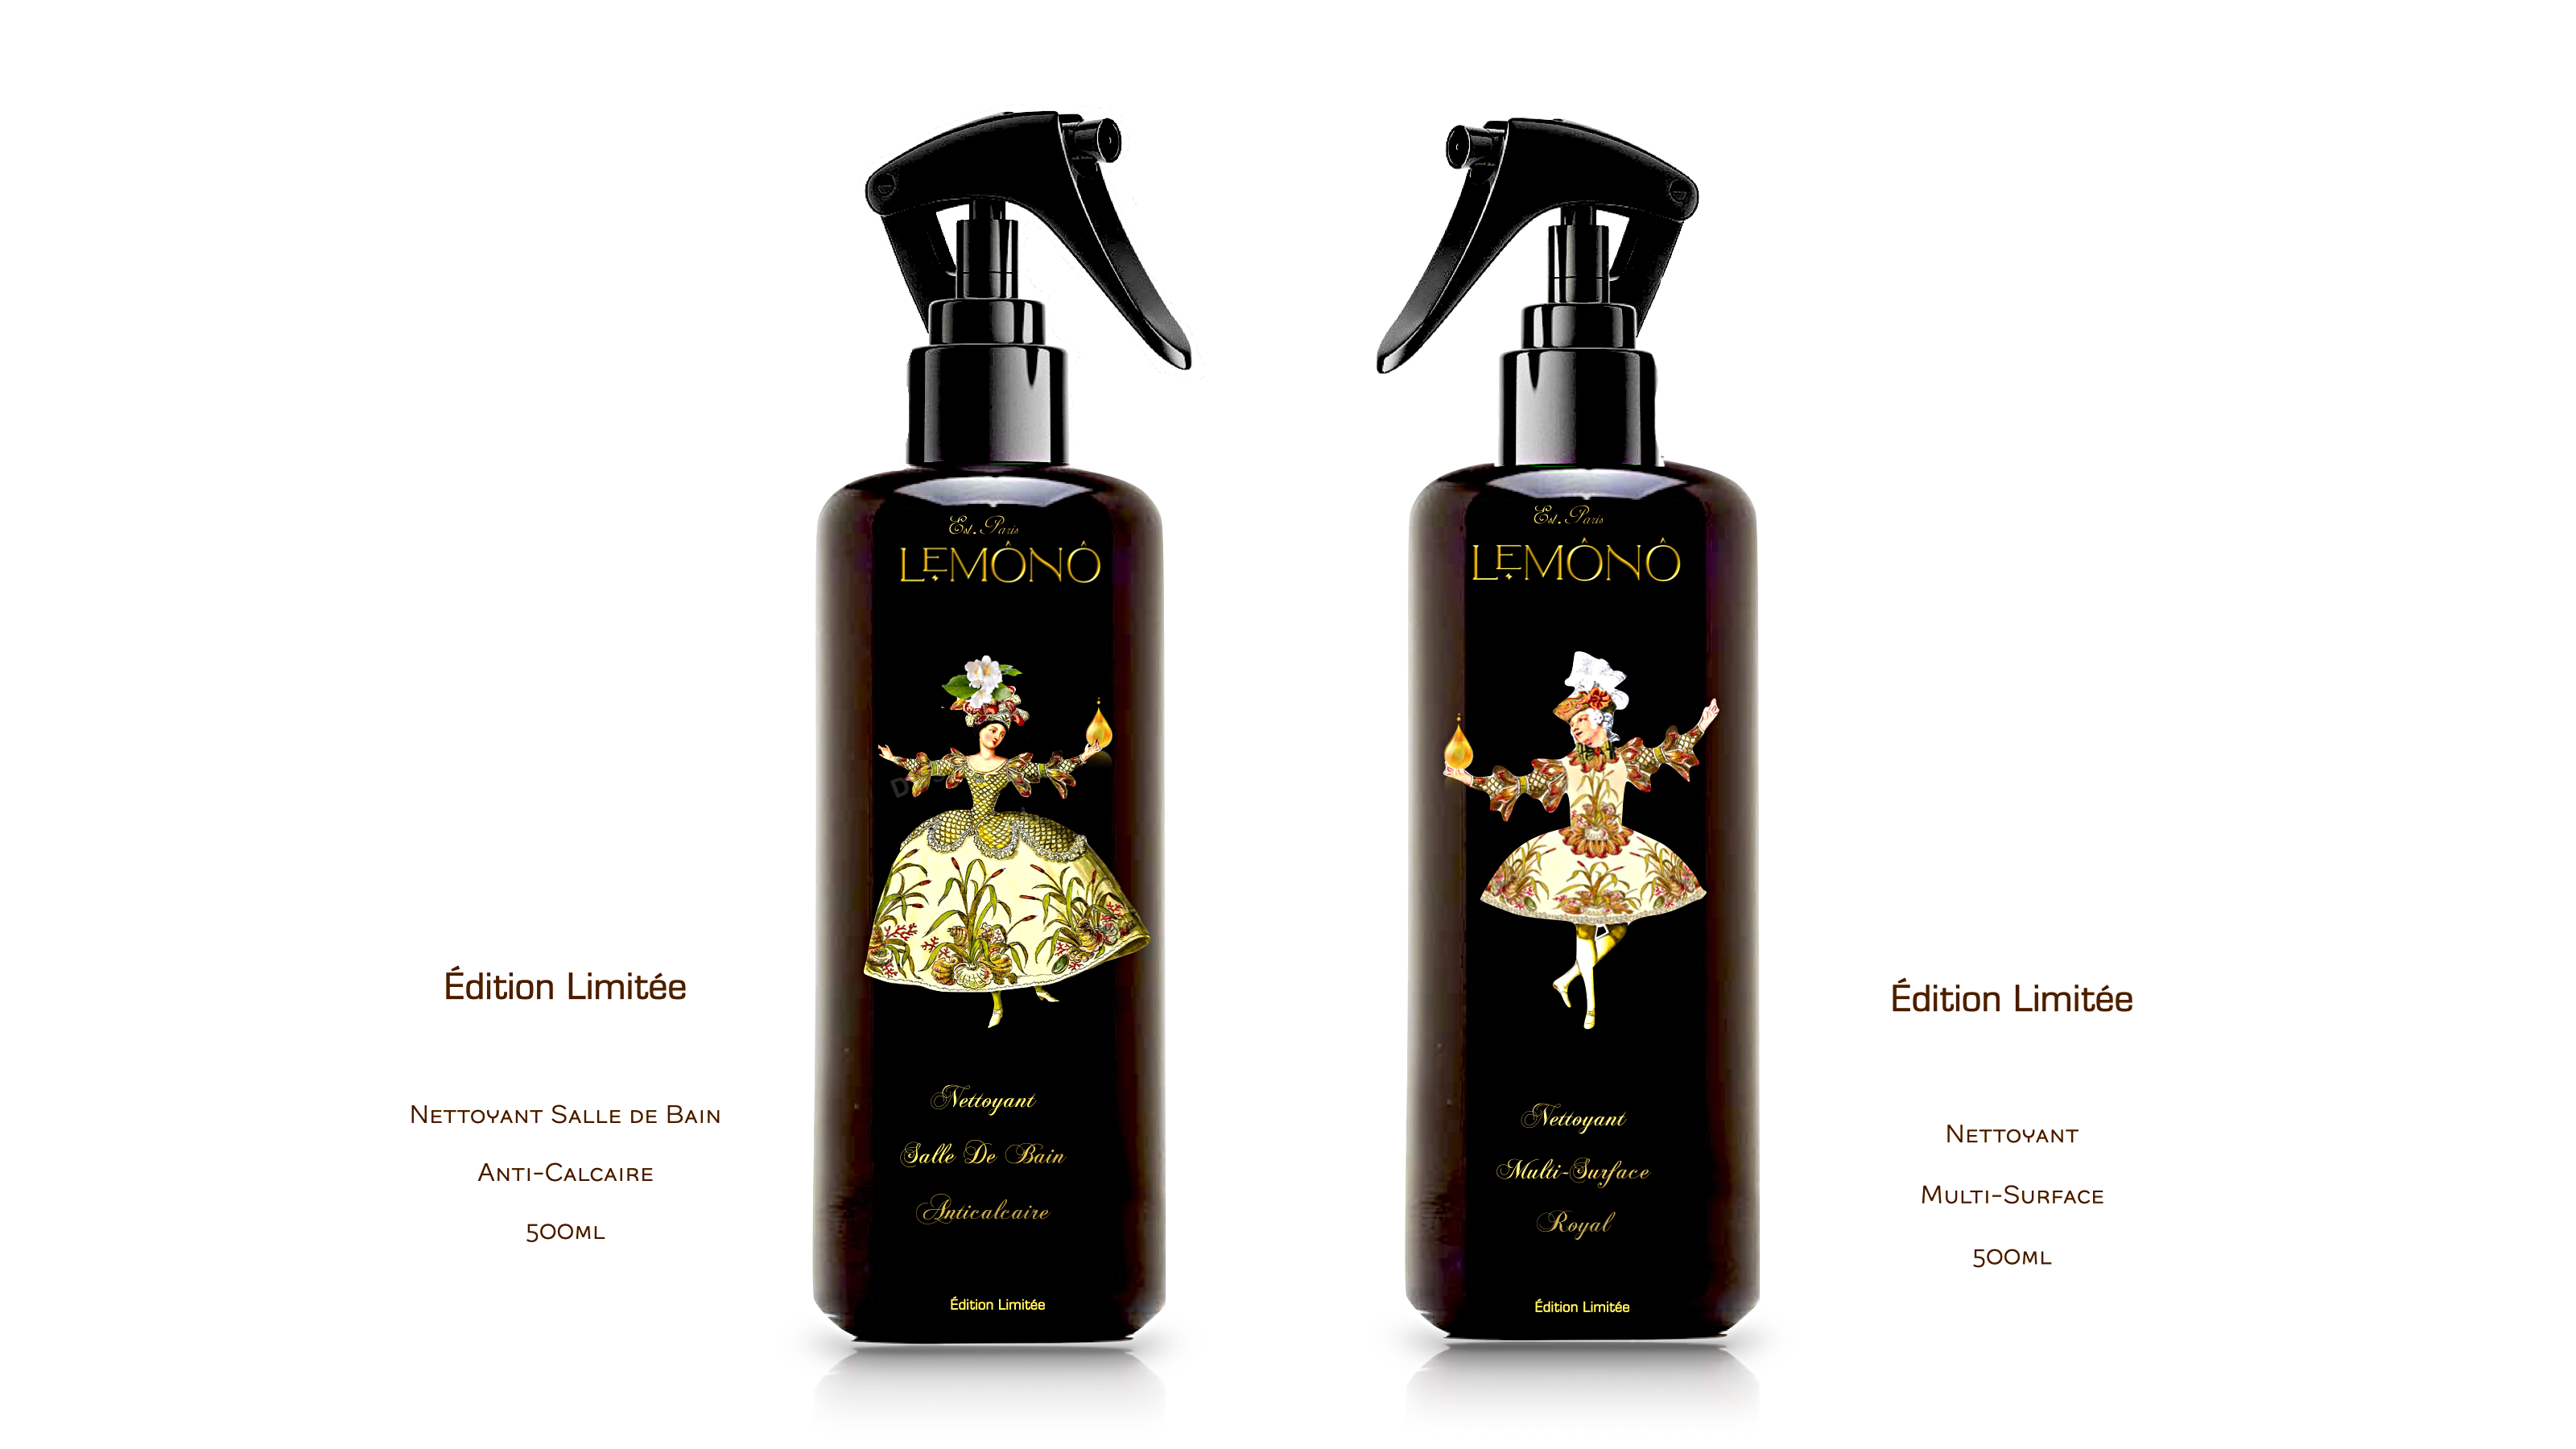 Est. Paris
LEMÔNÔ
Nettoyant
Salle De Bain
Anticalcaire
Édition Limitée
Est. Paris
LEMÔNÔ
Nettoyant
Multi-Surface
Royal
Édition Limitée
Édition Limitée
Nettoyant Salle de Bain
Anti-Calcaire
500ml
Édition Limitée
Nettoyant
Multi-Surface
500ml